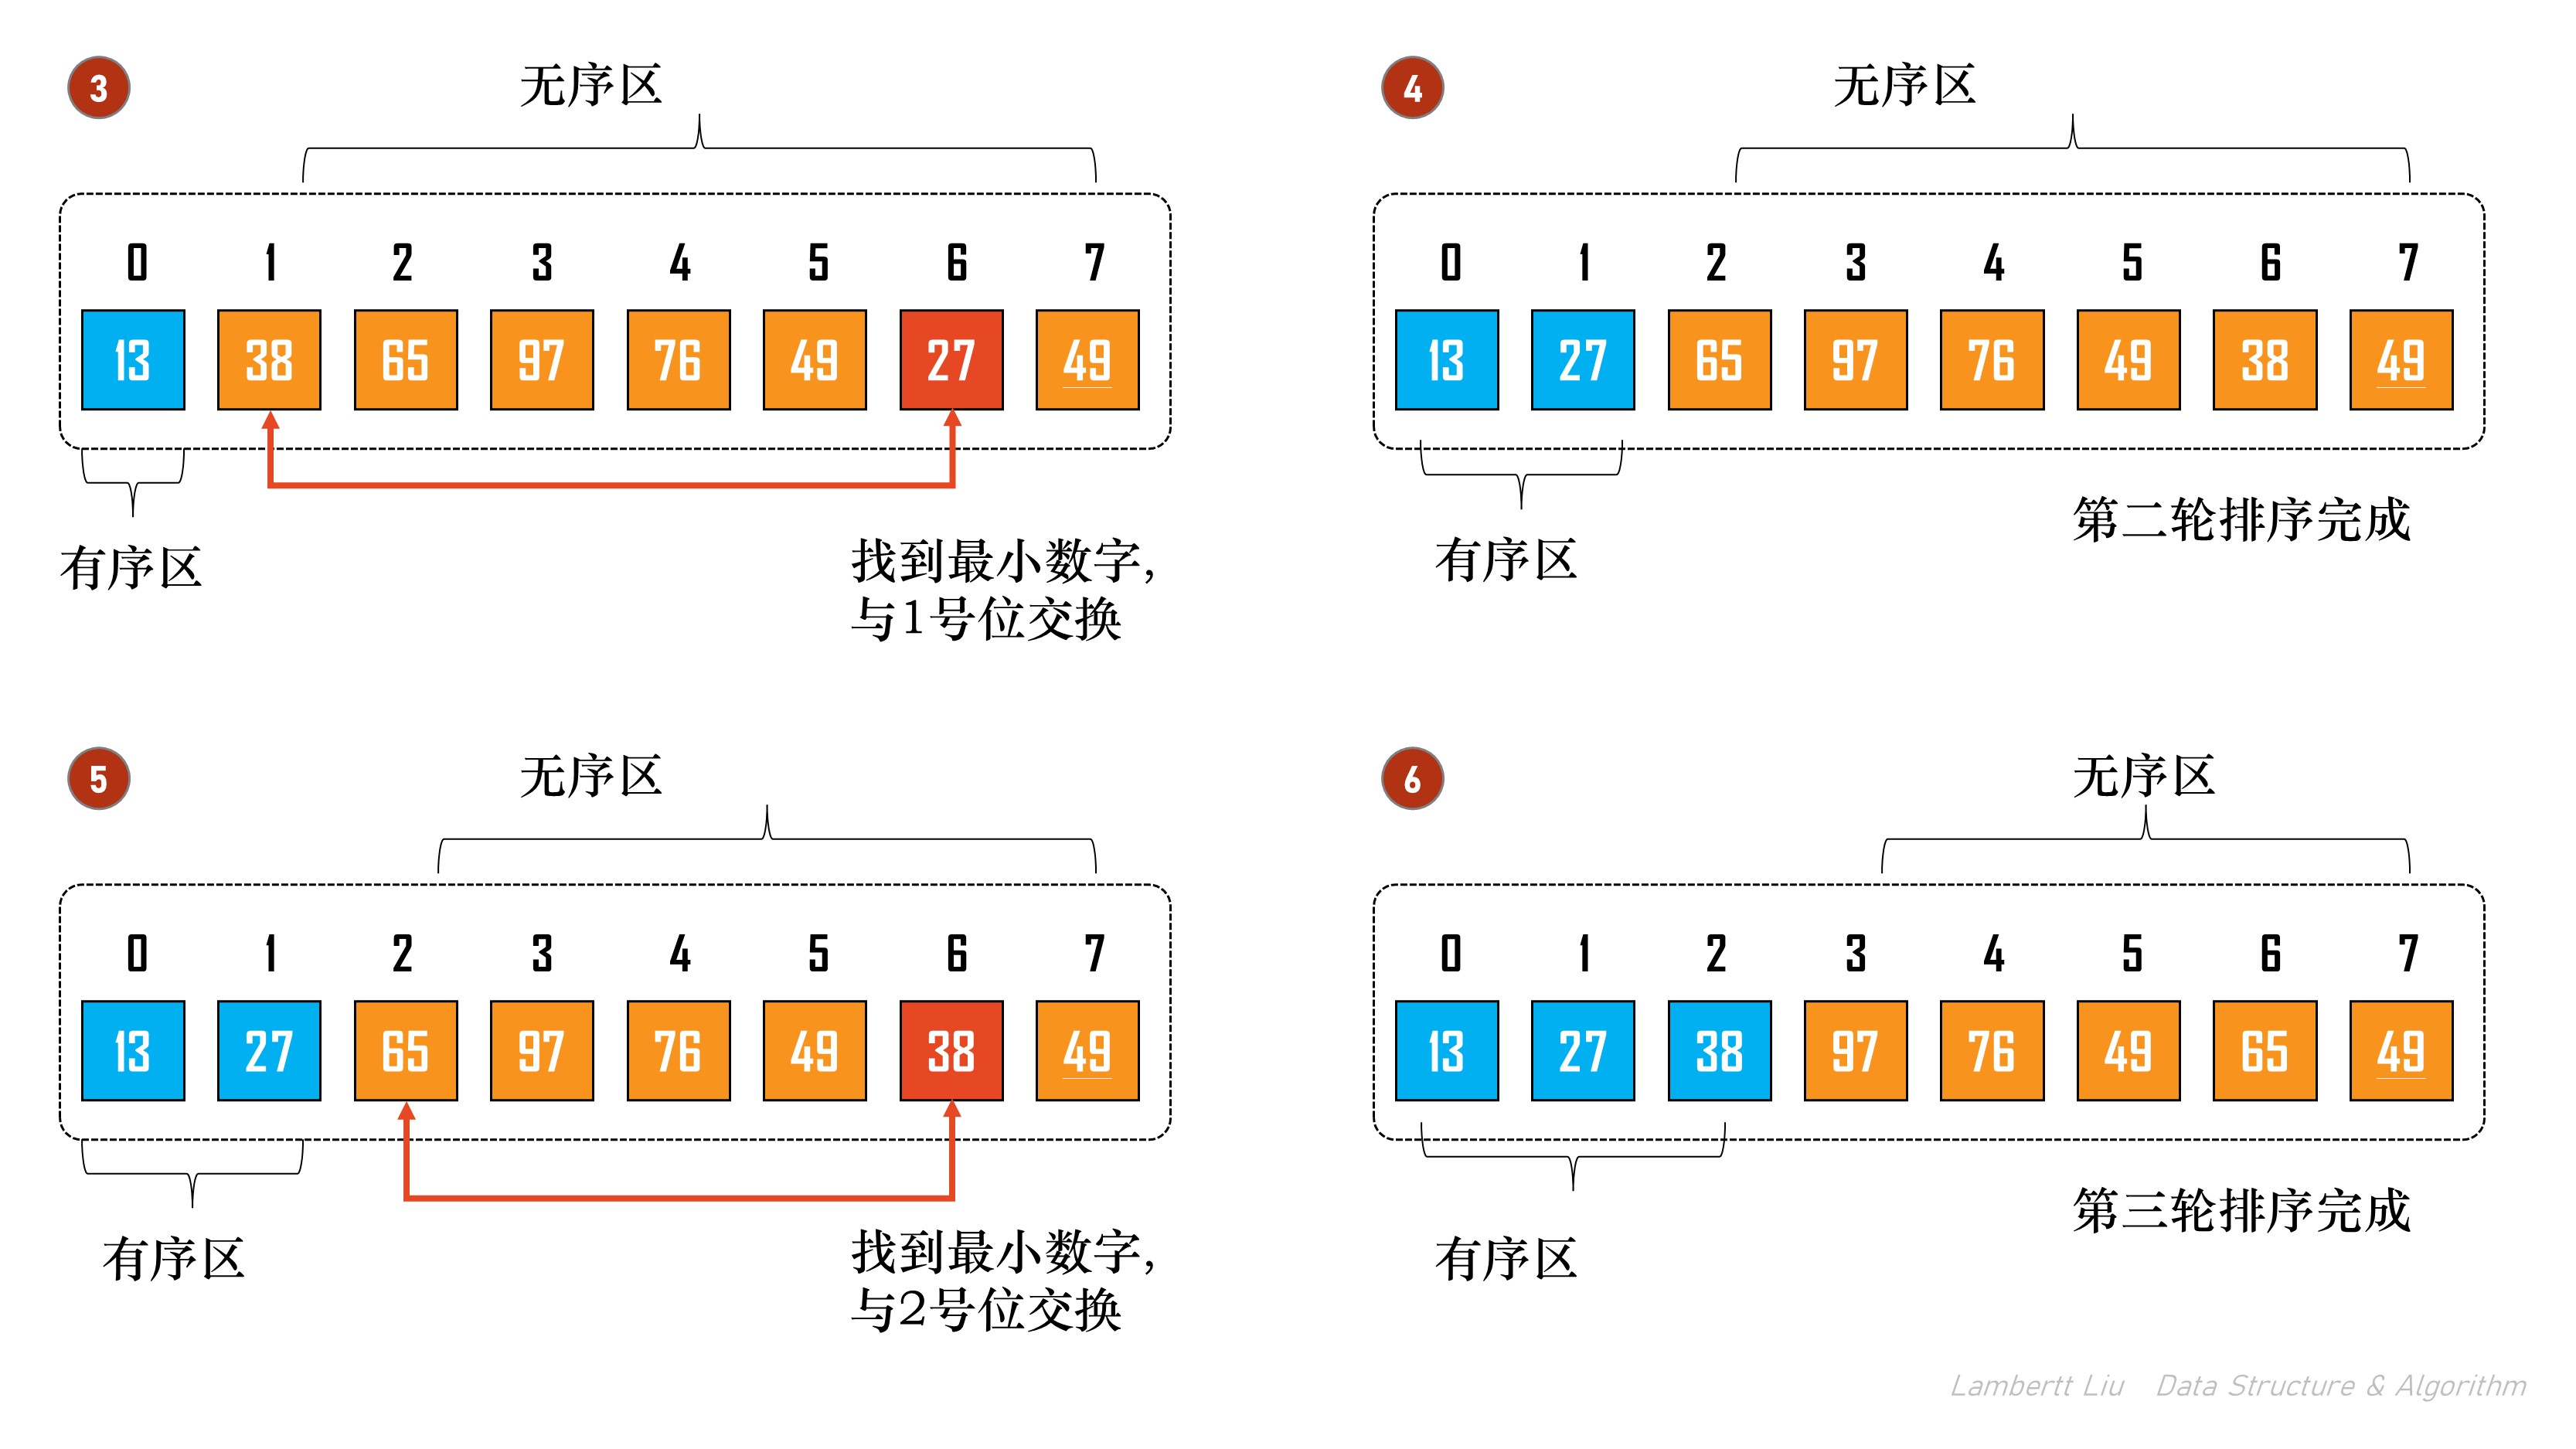 3
无序区
0 1 2 3 4 5 6 7
13 38 65 97 76 49 27 49
有序区
找到最小数字,
与1号位交换
4
无序区
0 1 2 3 4 5 6 7
13 27 65 97 76 49 38 49
有序区
第二轮排序完成
5
无序区
0 1 2 3 4 5 6 7
13 27 65 97 76 49 38 49
有序区
找到最小数字,
与2号位交换
6
无序区
0 1 2 3 4 5 6 7
13 27 38 97 76 49 65 49
有序区
第三轮排序完成
Lambertt Liu Data Structure & Algorithm